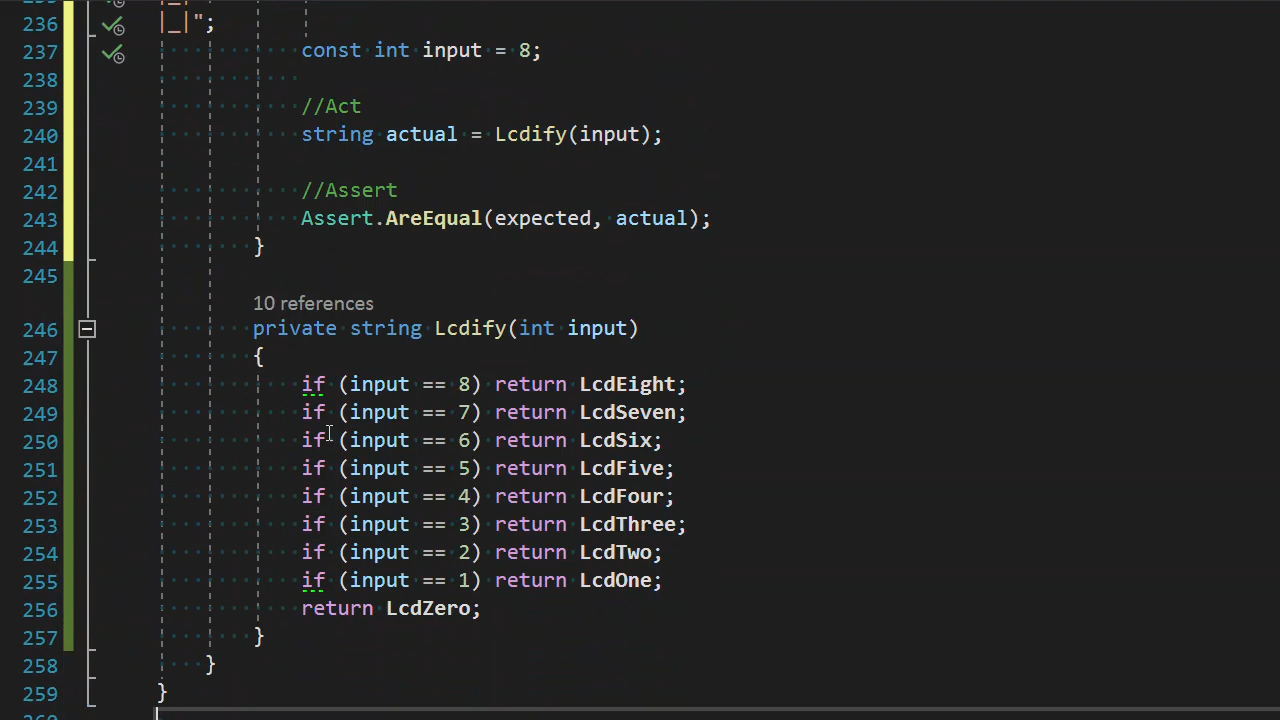 236 |_|";
237 const int input = 8;
238
239 //Act
240 string actual = Lcdify(input);
241
242 //Assert
243 Assert.AreEqual(expected, actual);
244 }
245
10 references
246 private string Lcdify(int input)
247 {
248 if (input == 8) return LcdEight;
249 if (input == 7) return LcdSeven;
250 if (input == 6) return LcdSix;
251 if (input == 5) return LcdFive;
252 if (input == 4) return LcdFour;
253 if (input == 3) return LcdThree;
254 if (input == 2) return LcdTwo;
255 if (input == 1) return LcdOne;
256 return LcdZero;
257 }
258 }
259 }